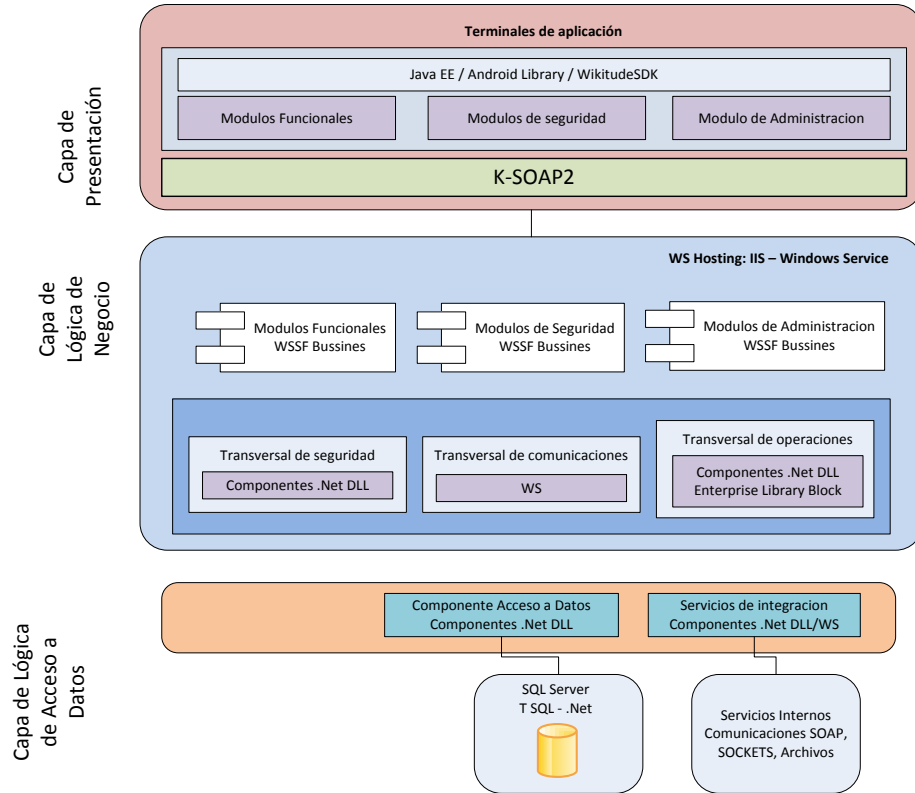 Terminales de aplicación
Java EE / Android Library / WikitudeSDK
Modulos Funcionales
Modulos de seguridad
Modulo de Administracion
K-SOAP2
Capa de
Presentación
WS Hosting: IIS – Windows Service
Modulos Funcionales
WSSF Bussines
Modulos de Seguridad
WSSF Bussines
Modulos de Administracion
WSSF Bussines
Capa de
Lógica de
Negocio
Transversal de seguridad
Componentes .Net DLL
Transversal de comunicaciones
WS
Transversal de operaciones
Componentes .Net DLL
Enterprise Library Block
Componente Acceso a Datos
Componentes .Net DLL
Servicios de integracion
Componentes .Net DLL/WS
Capa de Lógica
de Acceso a
Datos
SQL Server
T SQL - .Net
Servicios Internos
Comunicaciones SOAP,
SOCKETS, Archivos